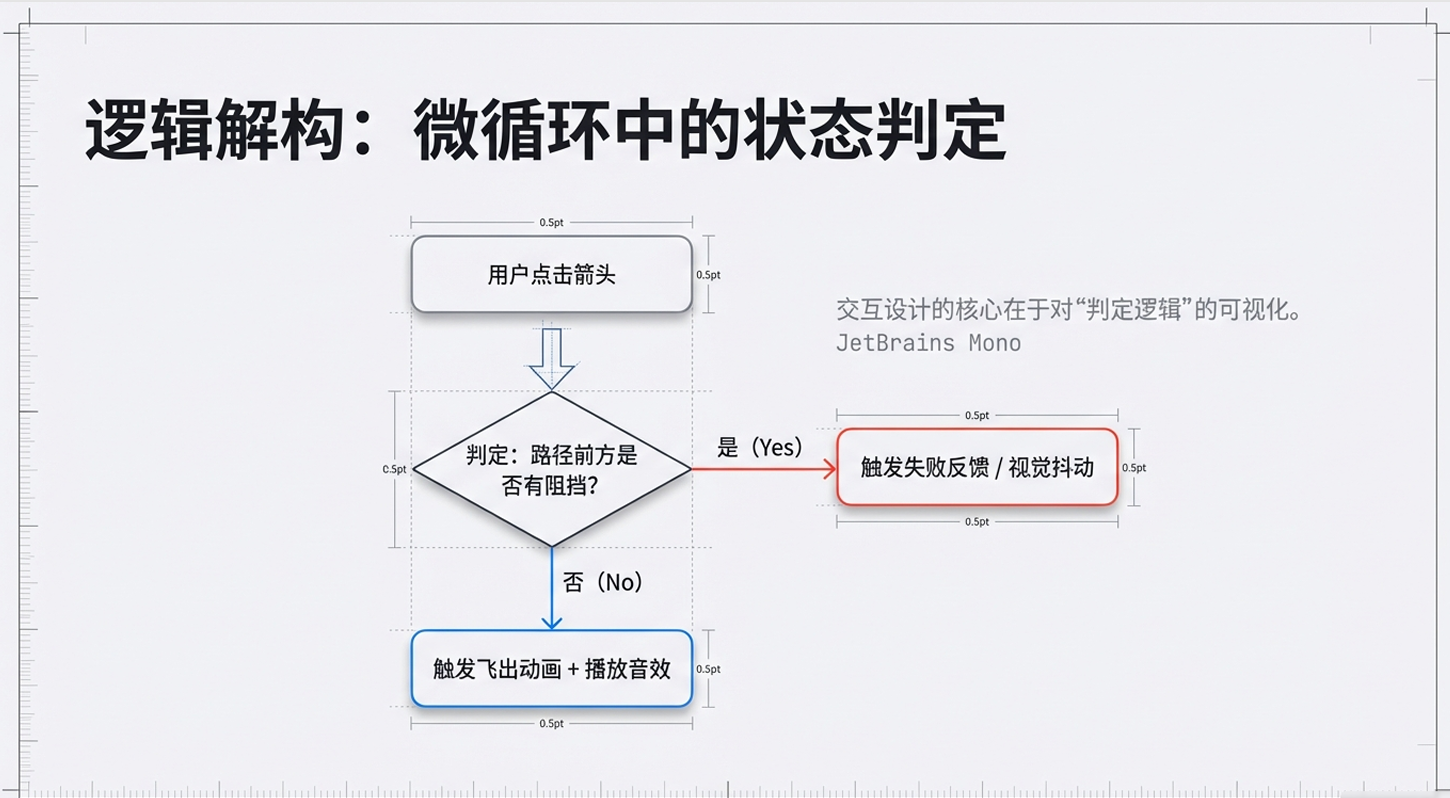 逻辑解构：微循环中的状态判定
0.5pt
用户点击箭头
0.5pt
交互设计的核心在于对“判定逻辑”的可视化。
JetBrains Mono
0.5pt
判定：路径前方是
否有阻挡？
0.5pt
是（Yes）
0.5pt
触发失败反馈 / 视觉抖动
0.5pt
0.5pt
否（No）
触发飞出动画 + 播放音效
0.5pt
0.5pt